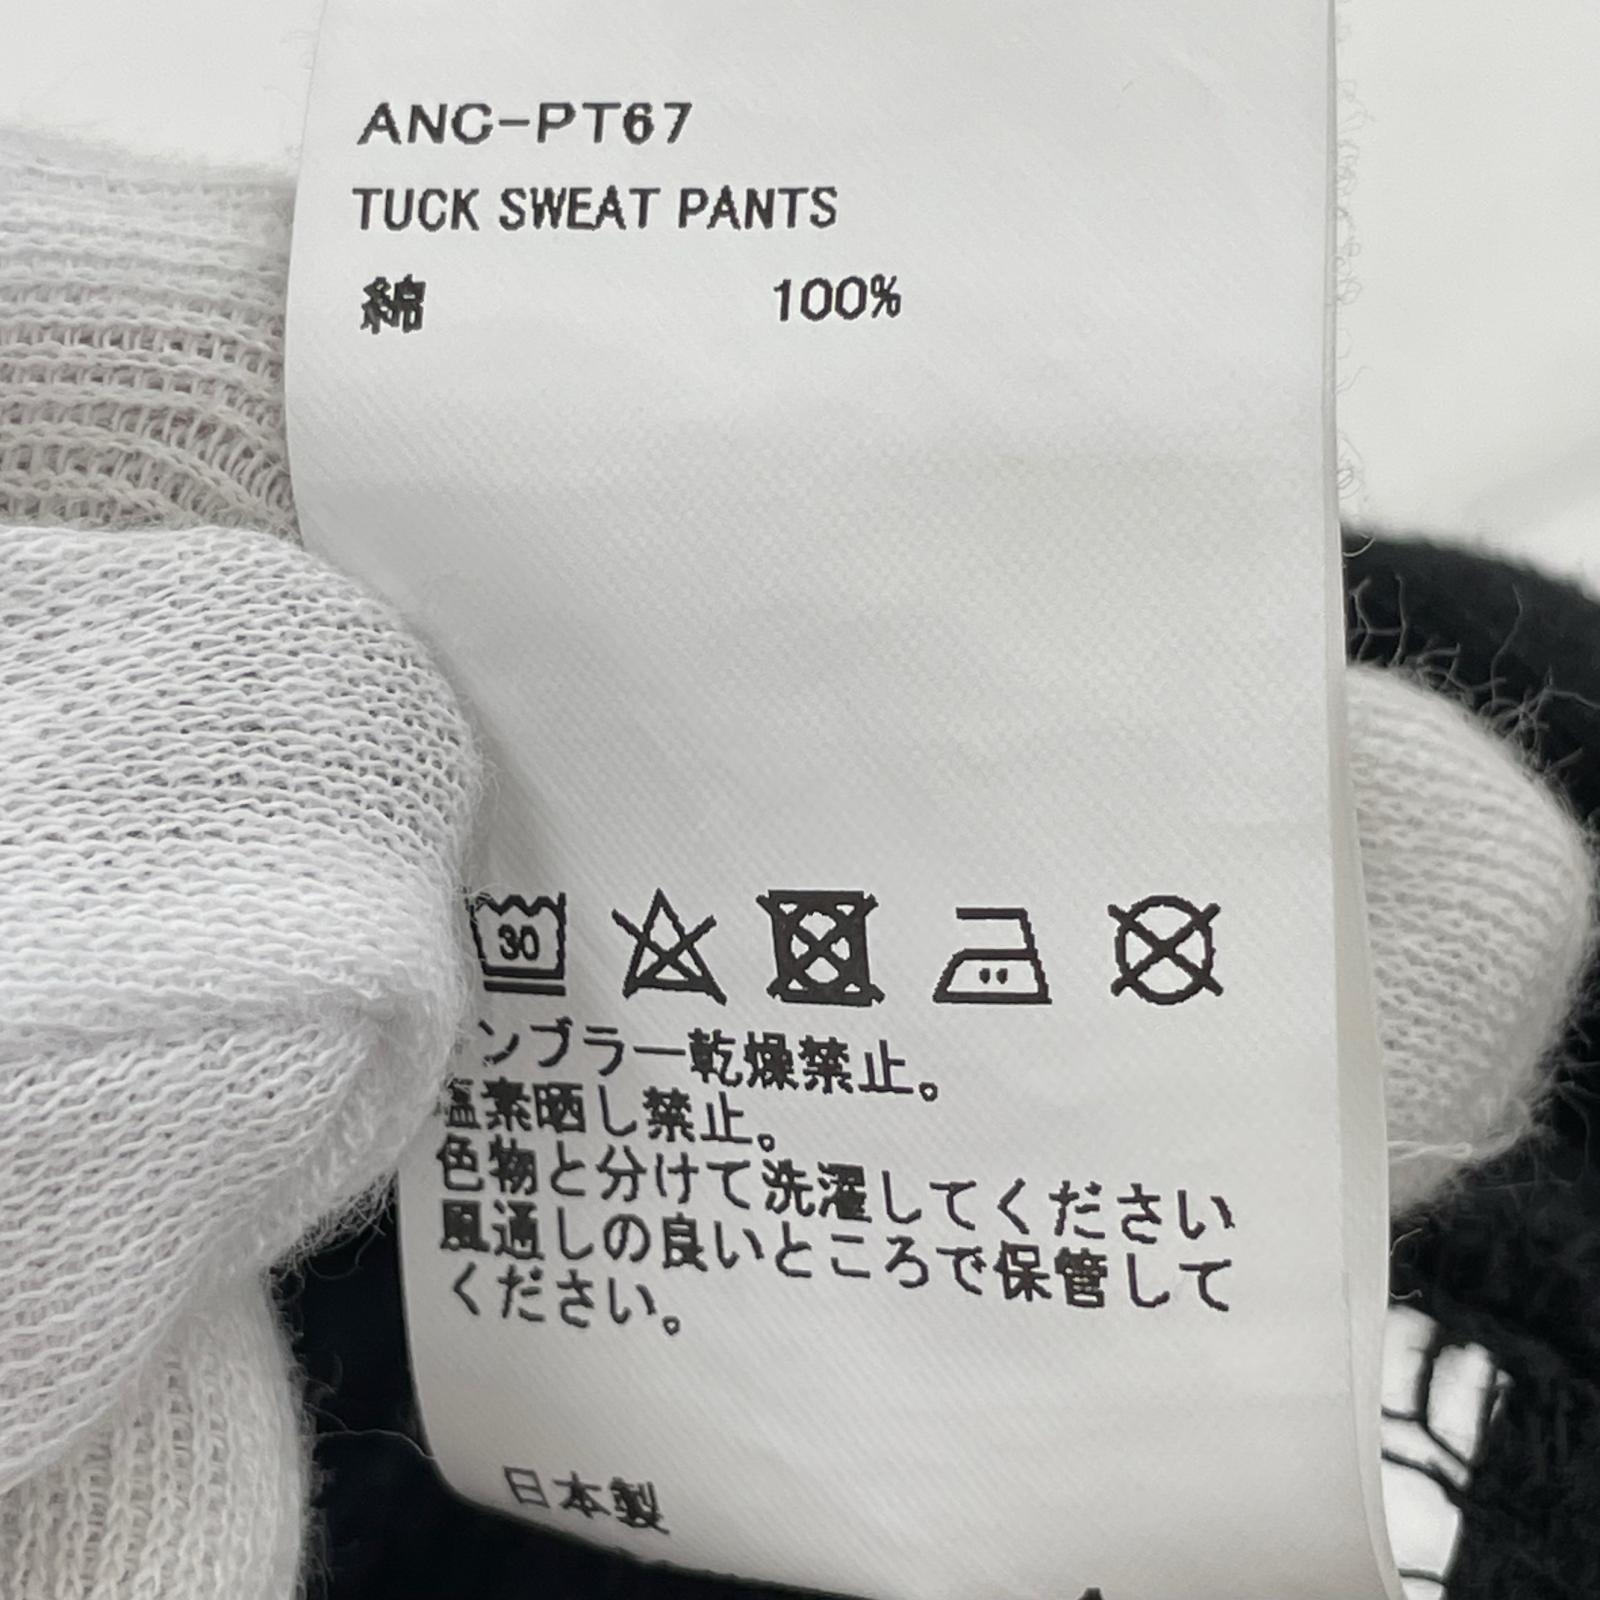 ANC-PT67
TUCK SWEAT PANTS
綿 100%
30
ンブラー乾燥禁止。
塩素晒し禁止。
色物と分けて洗濯してください
風通しの良いところで保管して
ください。
日本製